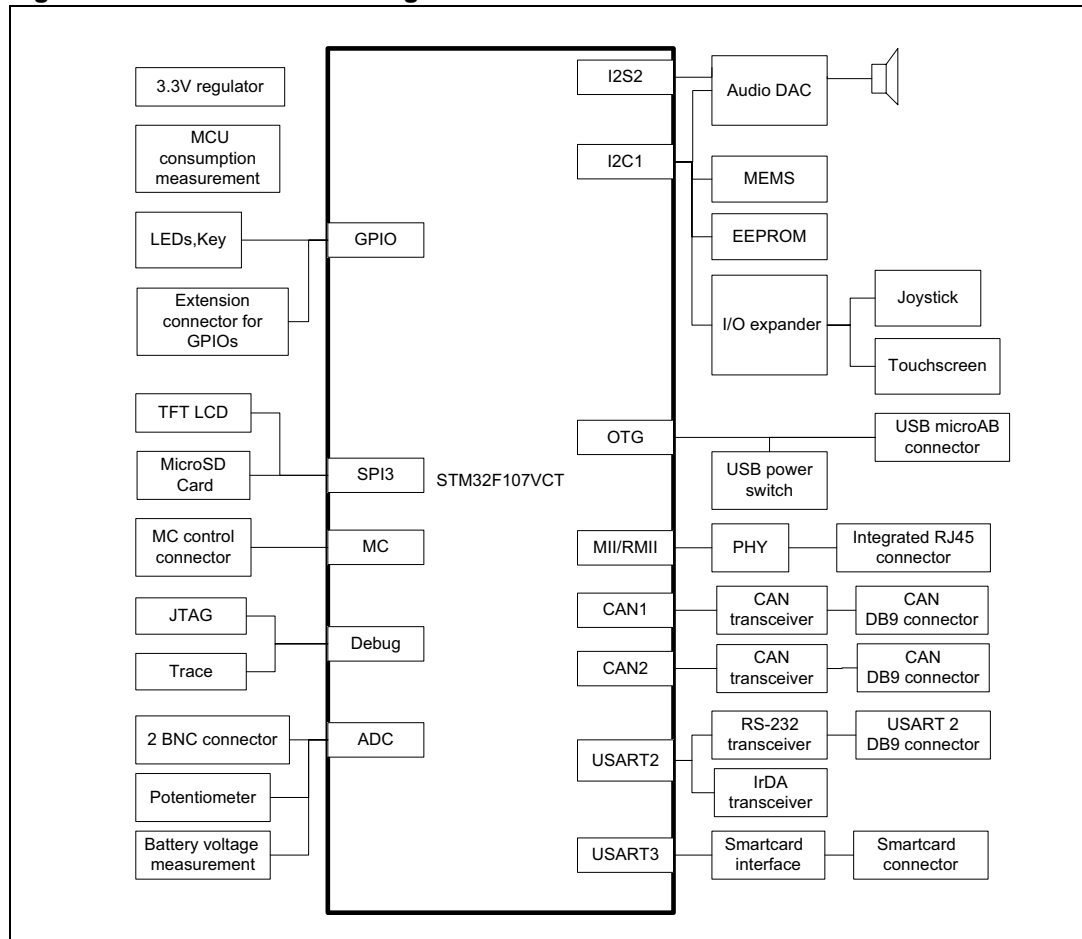 3.3V regulator
MCU
consumption
measurement
LEDs,Key
Extension
connector for
GPIOs
TFT LCD
MicroSD
Card
MC control
connector
JTAG
Trace
2 BNC connector
Potentiometer
Battery voltage
measurement
GPIO
SPI3
MC
Debug
ADC
STM32F107VCT
I2S2
I2C1
OTG
MII/RMII
CAN1
CAN2
USART2
USART3
Audio DAC
MEMS
EEPROM
I/O expander
Joystick
Touchscreen
USB microAB
connector
USB power
switch
PHY
Integrated RJ45
connector
CAN
transceiver
CAN
DB9 connector
CAN
transceiver
CAN
DB9 connector
RS-232
transceiver
USART 2
DB9 connector
IrDA
transceiver
Smartcard
interface
Smartcard
connector